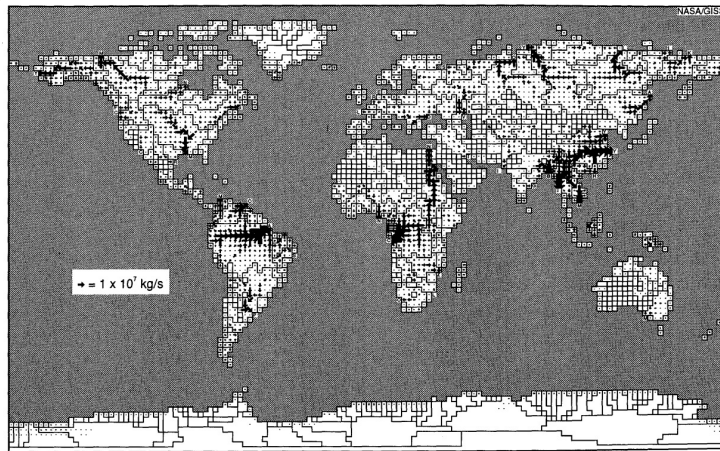 NASA/GISS
→ = 1 x 10⁷ kg/s